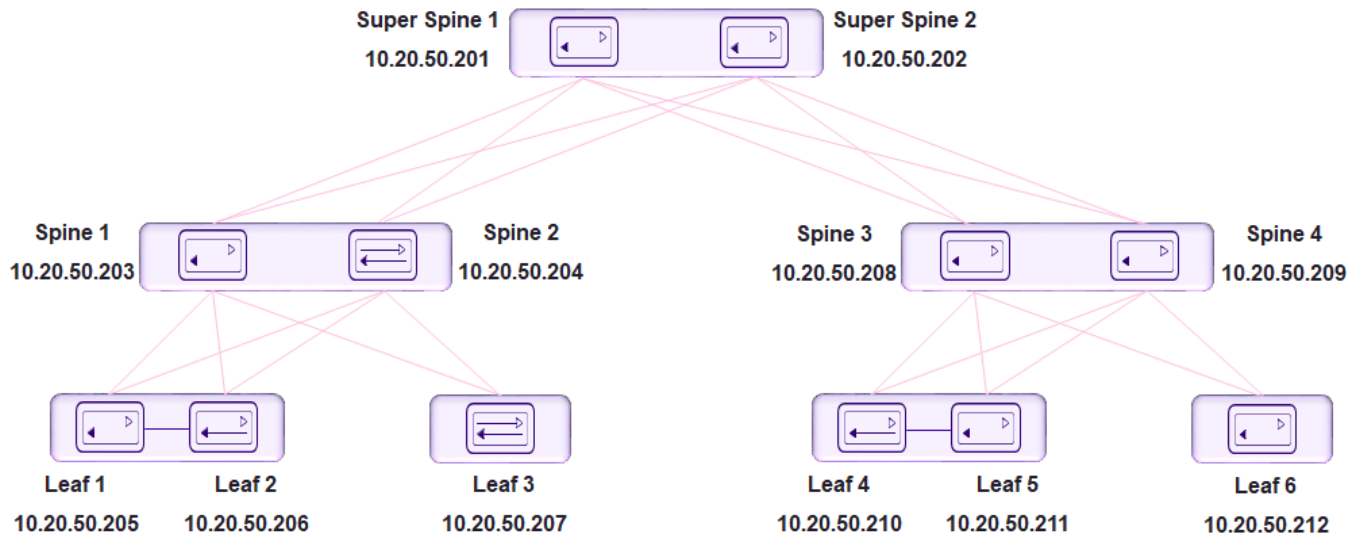 Super Spine 1
10.20.50.201
Super Spine 2
10.20.50.202
Spine 1
10.20.50.203
Spine 2
10.20.50.204
Spine 3
10.20.50.208
Spine 4
10.20.50.209
Leaf 1
10.20.50.205
Leaf 2
10.20.50.206
Leaf 3
10.20.50.207
Leaf 4
10.20.50.210
Leaf 5
10.20.50.211
Leaf 6
10.20.50.212